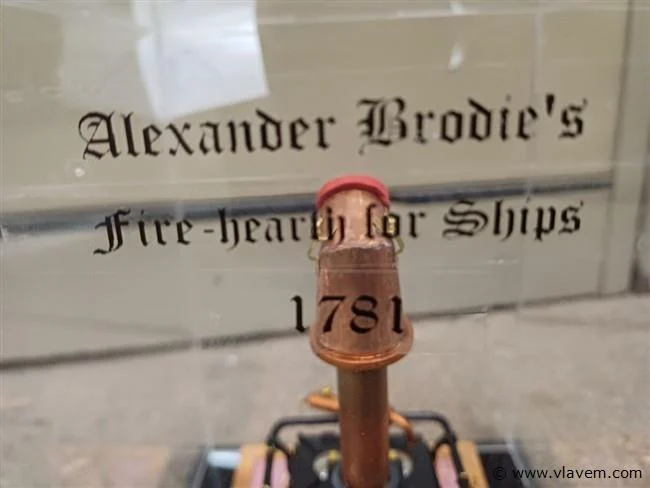 Alexander Brodie's
Fire-hearth for Ships
1781
© www.vlavem.com